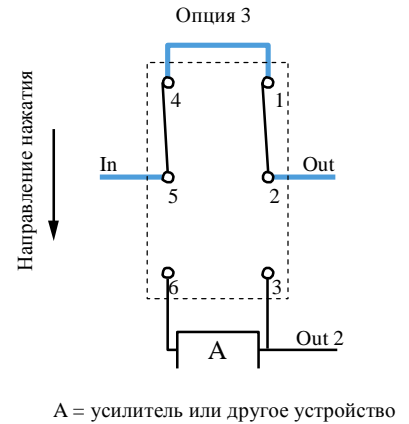 Опция 3
4
1
Направление нажатия
In
Out
5
2
6
3
Out 2
A
A = усилитель или другое устройство